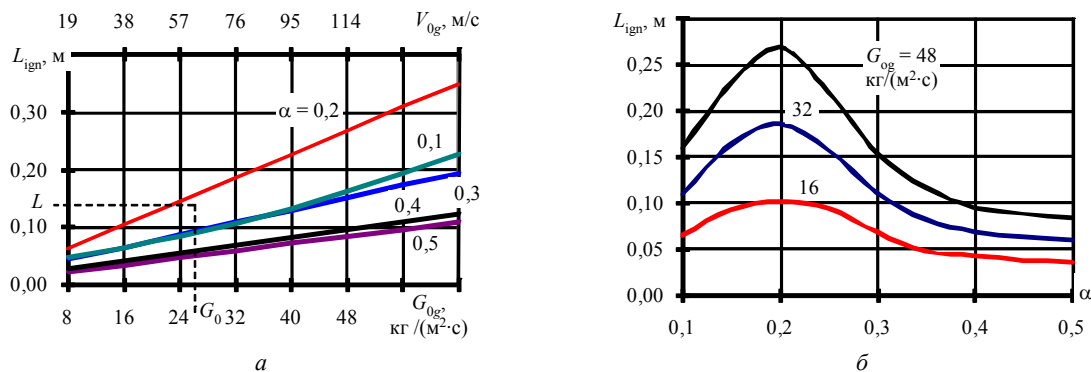 19 38 57 76 95 114 V0g, м/с
Lign, м
0,30
0,20
0,10
0,00
L
α = 0,2
0,1
0,3
0,4
0,5
G0
8 16 24 32 40 48
G0g,
кг /(м²·с)
а
Lign, м
0,25
0,20
0,15
0,10
0,05
0,00
Gog = 48
кг/(м²·с)
32
16
α
0,1 0,2 0,3 0,4 0,5
б